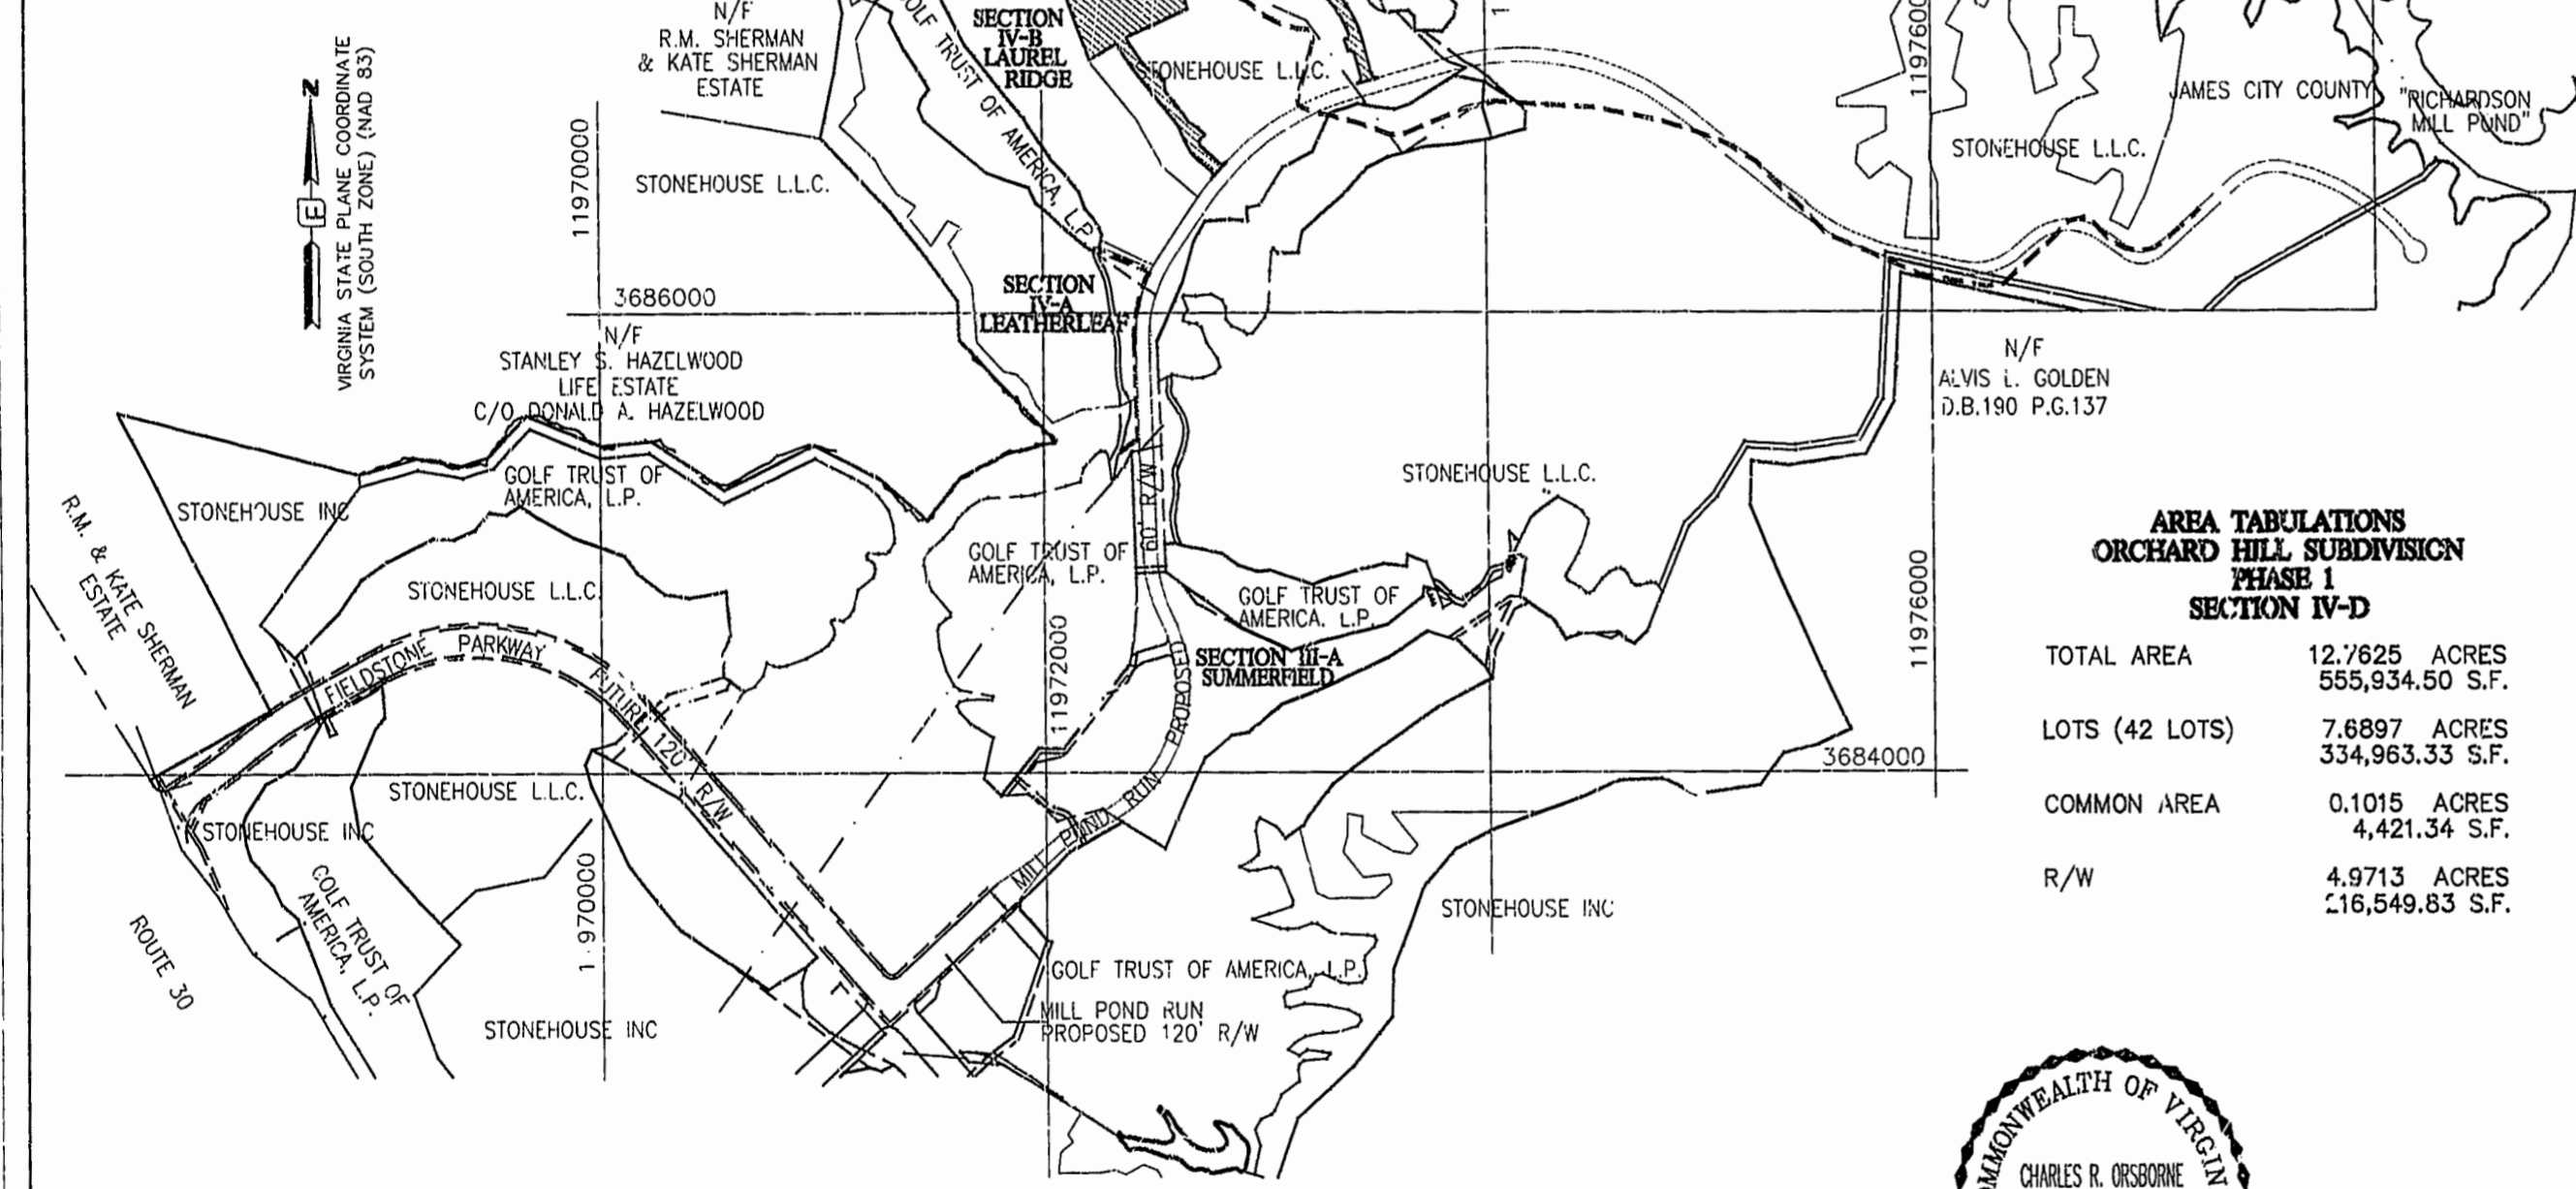 N/F
R.M. SHERMAN
& KATE SHERMAN
ESTATE
GOLF TRUST OF AMERICA, L.P.
SECTION
IV-B
LAUREL
RIDGE
STONEHOUSE L.L.C.
11976000
JAMES CITY COUNTY
"RICHARDSON
MILL POND"
STONEHOUSE L.L.C.
N
E
VIRGINIA STATE PLANE COORDINATE
SYSTEM (SOUTH ZONE) (NAD 83)
11970000
STONEHOUSE L.L.C.
3686000
SECTION
IV-A
LEATHERLEAF
N/F
STANLEY S. HAZELWOOD
LIFE ESTATE
C/O DONALD A. HAZELWOOD
N/F
ALVIS L. GOLDEN
D.B.190 P.G.137
STONEHOUSE INC
GOLF TRUST OF
AMERICA, L.P.
60' R/W
STONEHOUSE L.L.C.
R.M. & KATE SHERMAN
ESTATE
STONEHOUSE L.L.C.
GOLF TRUST OF
AMERICA, L.P.
GOLF TRUST OF
AMERICA. L.P.
11976000
AREA TABULATIONS
ORCHARD HILL SUBDIVISION
PHASE 1
SECTION IV-D
TOTAL AREA 12.7625 ACRES
555,934.50 S.F.
LOTS (42 LOTS) 7.6897 ACRES
334,963.33 S.F.
COMMON AREA 0.1015 ACRES
4,421.34 S.F.
R/W 4.9713 ACRES
216,549.83 S.F.
FIELDSTONE PARKWAY
FUTURE 120' R/W
11972000
SECTION III-A
SUMMERFIELD
MILL POND RUN PROPOSED
3684000
STONEHOUSE L.L.C.
STONEHOUSE INC
GOLF TRUST OF
AMERICA, L.P.
11970000
ROUTE 30
STONEHOUSE INC
STONEHOUSE INC
GOLF TRUST OF AMERICA, L.P.
MILL POND RUN
PROPOSED 120' R/W
COMMONWEALTH OF VIRGIN
CHARLES R. ORSBORNE